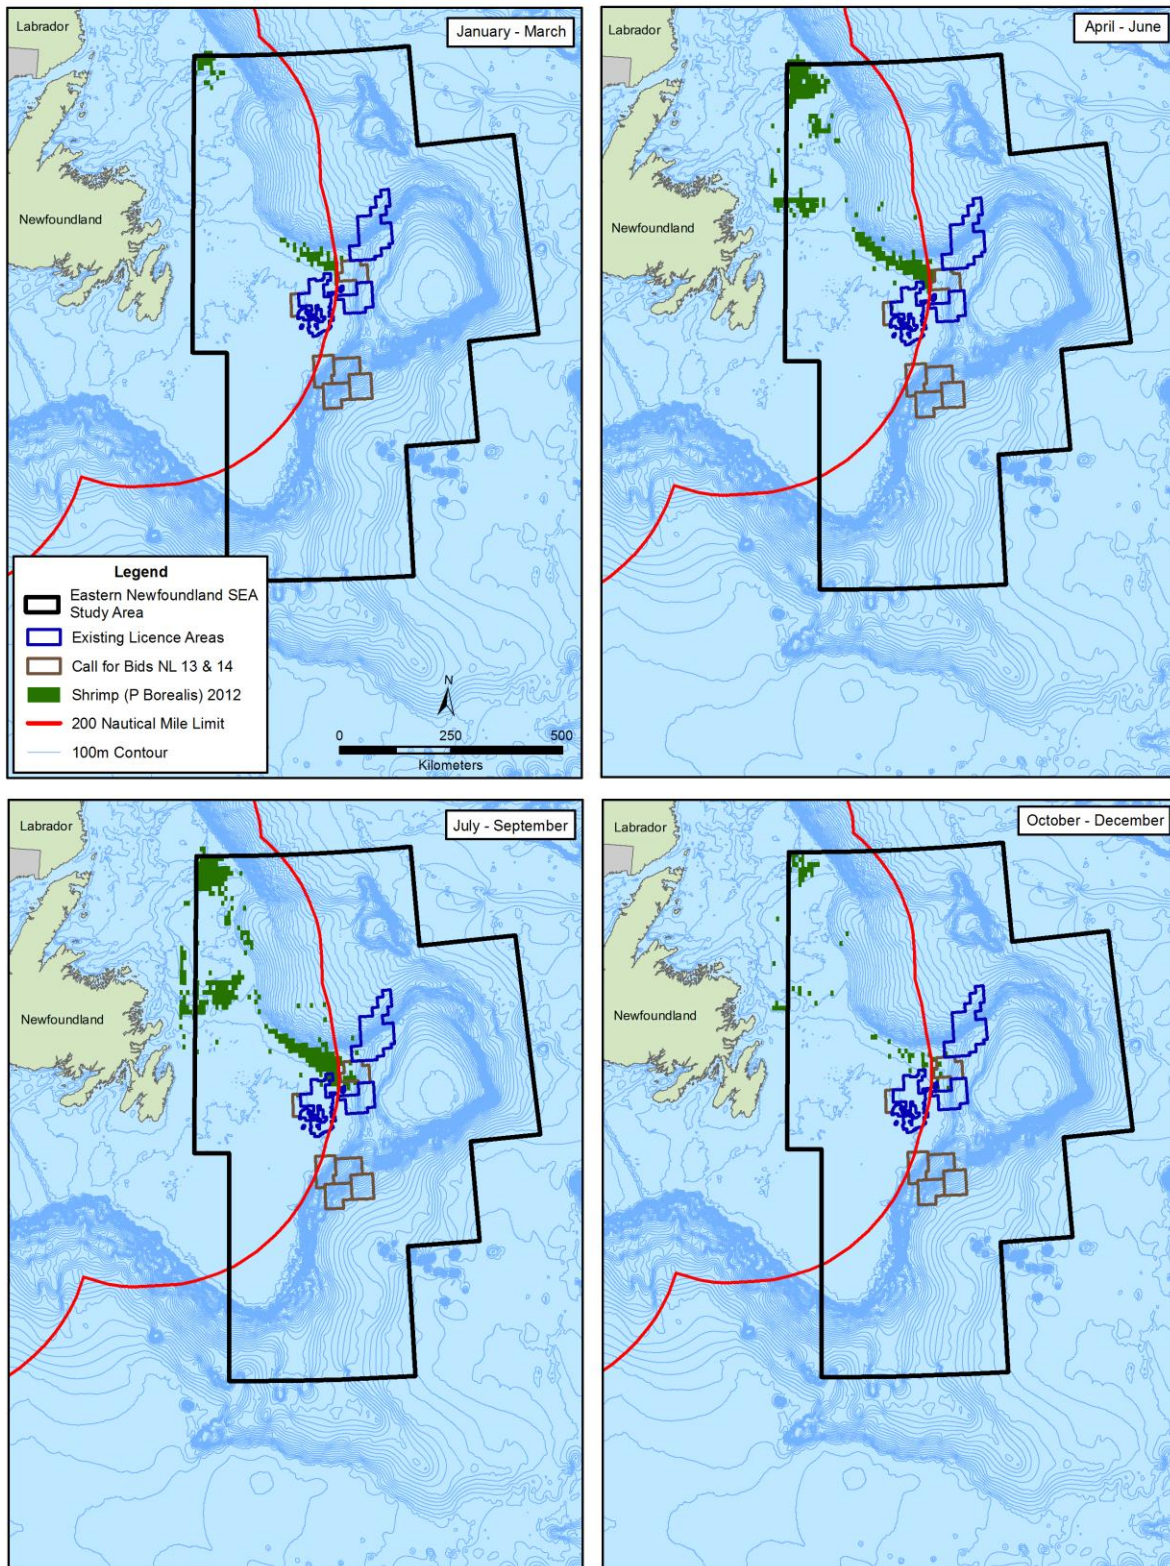 Labrador
January - March
Newfoundland
Legend
Eastern Newfoundland SEA
Study Area
Existing Licence Areas
Call for Bids NL 13 & 14
Shrimp (P Borealis) 2012
200 Nautical Mile Limit
100m Contour
N
0 250 500
Kilometers
Labrador
April - June
Newfoundland
Labrador
July - September
Newfoundland
Labrador
October - December
Newfoundland